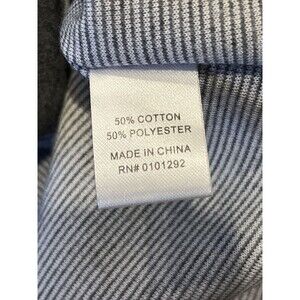 50% COTTON
50% POLYESTER
MADE IN CHINA
RN# 0101292